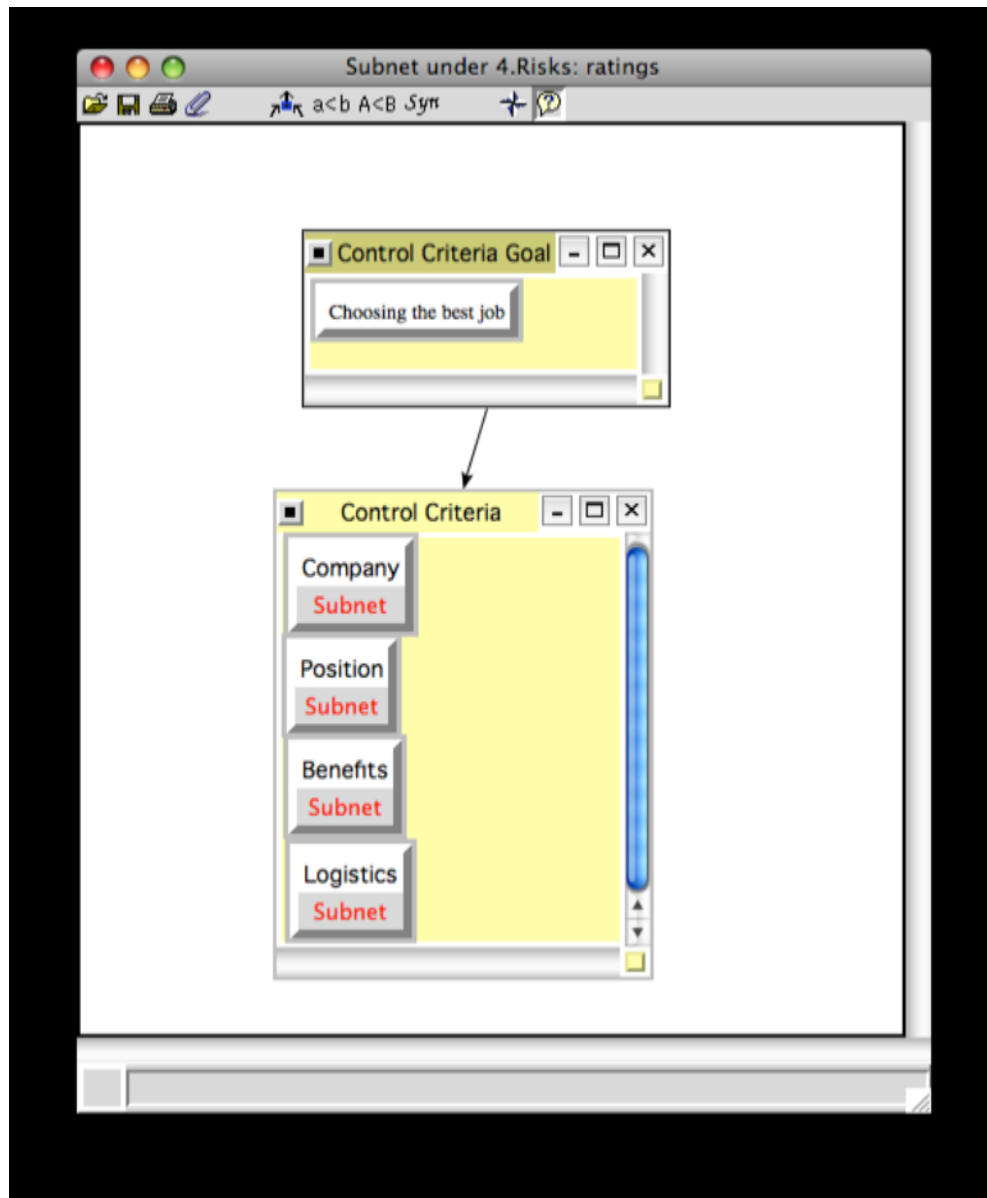 Subnet under 4.Risks: ratings
a<b A<B Syn
Control Criteria Goal
Choosing the best job
Control Criteria
Company
Subnet
Position
Subnet
Benefits
Subnet
Logistics
Subnet